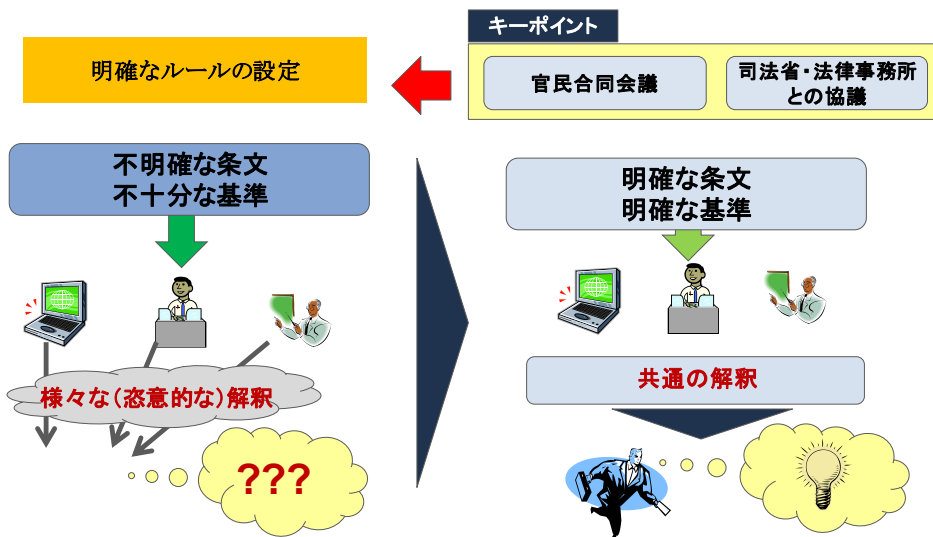 キーポイント
明確なルールの設定
官民合同会議
司法省・法律事務所
との協議
不明確な条文
不十分な基準
明確な条文
明確な基準
様々な（恣意的な）解釈
???
共通の解釈